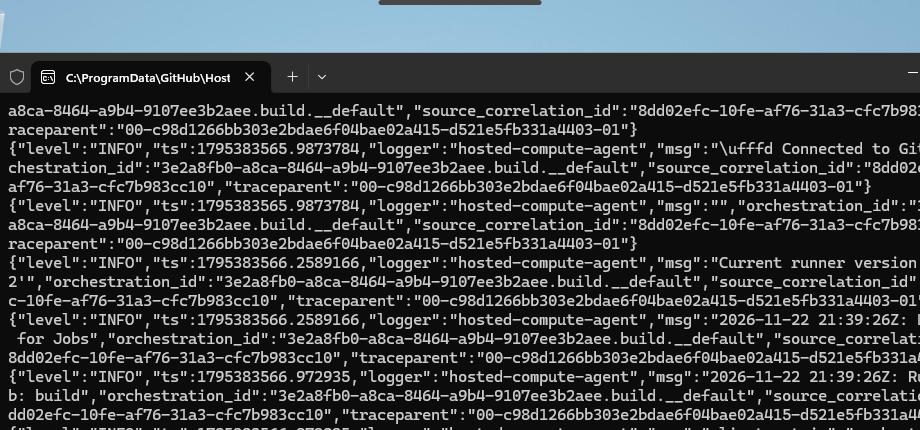 C:\ProgramData\GitHub\Host
a8ca-8464-a9b4-9107ee3b2aee.build.__default","source_correlation_id":"8dd02efc-10fe-af76-31a3-cfc7b983
raceparent":"00-c98d1266bb303e2bdae6f04bae02a415-d521e5fb331a4403-01"}
{"level":"INFO","ts":1795383565.9873784,"logger":"hosted-compute-agent","msg":"\ufffd Connected to Git
chestration_id":"3e2a8fb0-a8ca-8464-a9b4-9107ee3b2aee.build.__default","source_correlation_id":"8dd02
af76-31a3-cfc7b983cc10","traceparent":"00-c98d1266bb303e2bdae6f04bae02a415-d521e5fb331a4403-01"}
{"level":"INFO","ts":1795383565.9873784,"logger":"hosted-compute-agent","msg":"","orchestration_id":"
a8ca-8464-a9b4-9107ee3b2aee.build.__default","source_correlation_id":"8dd02efc-10fe-af76-31a3-cfc7b98
raceparent":"00-c98d1266bb303e2bdae6f04bae02a415-d521e5fb331a4403-01"}
{"level":"INFO","ts":1795383566.2589166,"logger":"hosted-compute-agent","msg":"Current runner version
2'","orchestration_id":"3e2a8fb0-a8ca-8464-a9b4-9107ee3b2aee.build.__default","source_correlation_id"
c-10fe-af76-31a3-cfc7b983cc10","traceparent":"00-c98d1266bb303e2bdae6f04bae02a415-d521e5fb331a4403-01"
{"level":"INFO","ts":1795383566.2589166,"logger":"hosted-compute-agent","msg":"2026-11-22 21:39:26Z:
for Jobs","orchestration_id":"3e2a8fb0-a8ca-8464-a9b4-9107ee3b2aee.build.__default","source_correlati
8dd02efc-10fe-af76-31a3-cfc7b983cc10","traceparent":"00-c98d1266bb303e2bdae6f04bae02a415-d521e5fb331a4
{"level":"INFO","ts":1795383566.972935,"logger":"hosted-compute-agent","msg":"2026-11-22 21:39:26Z: Ru
b: build","orchestration_id":"3e2a8fb0-a8ca-8464-a9b4-9107ee3b2aee.build.__default","source_correlatio
dd02efc-10fe-af76-31a3-cfc7b983cc10","traceparent":"00-c98d1266bb303e2bdae6f04bae02a415-d521e5fb331a44